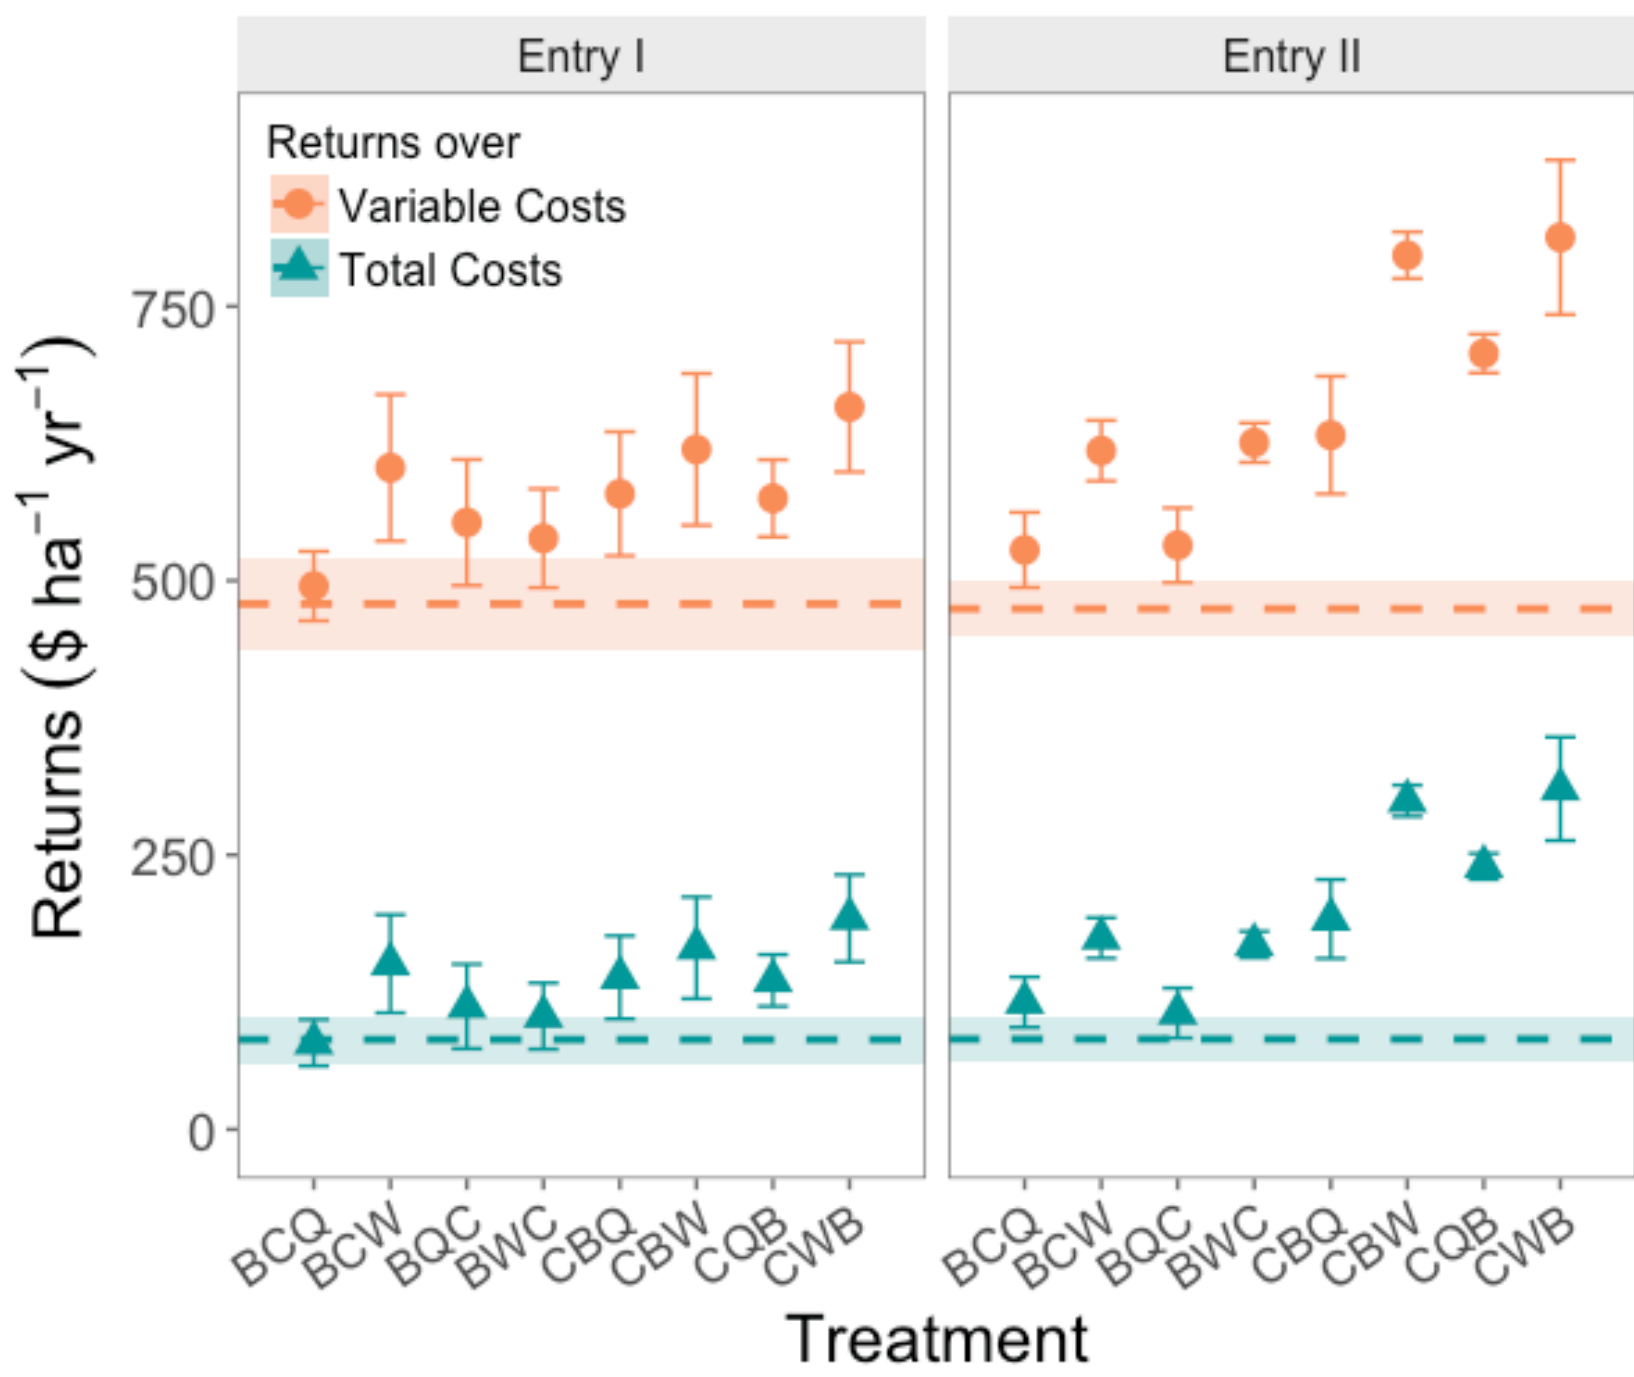 Entry I
Entry II
Returns over
Variable Costs
Total Costs
Returns ($ ha⁻¹ yr⁻¹)
750
500
250
0
BCQ BCW BQC BWC CBQ CBW CQB CWB
BCQ BCW BQC BWC CBQ CBW CQB CWB
Treatment